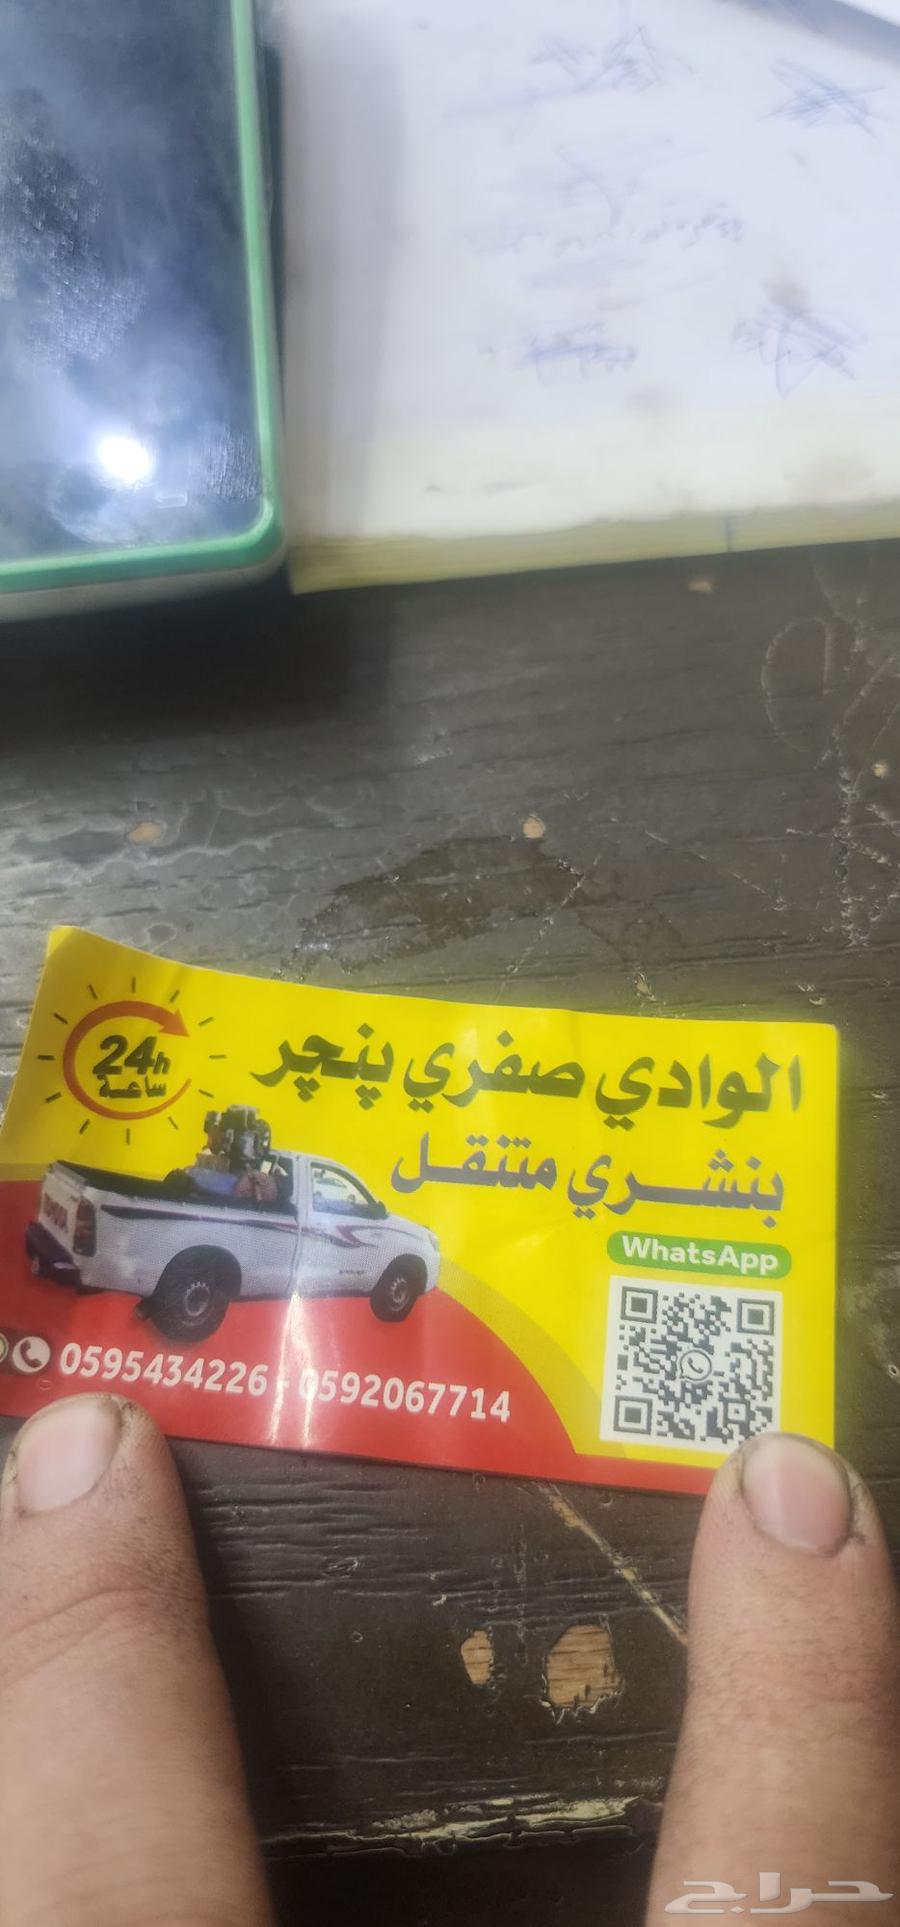 24h
ساعة
الوادي صفري پنچر
بنشري متنقل
WhatsApp
0595434226 - 0592067714
حراج